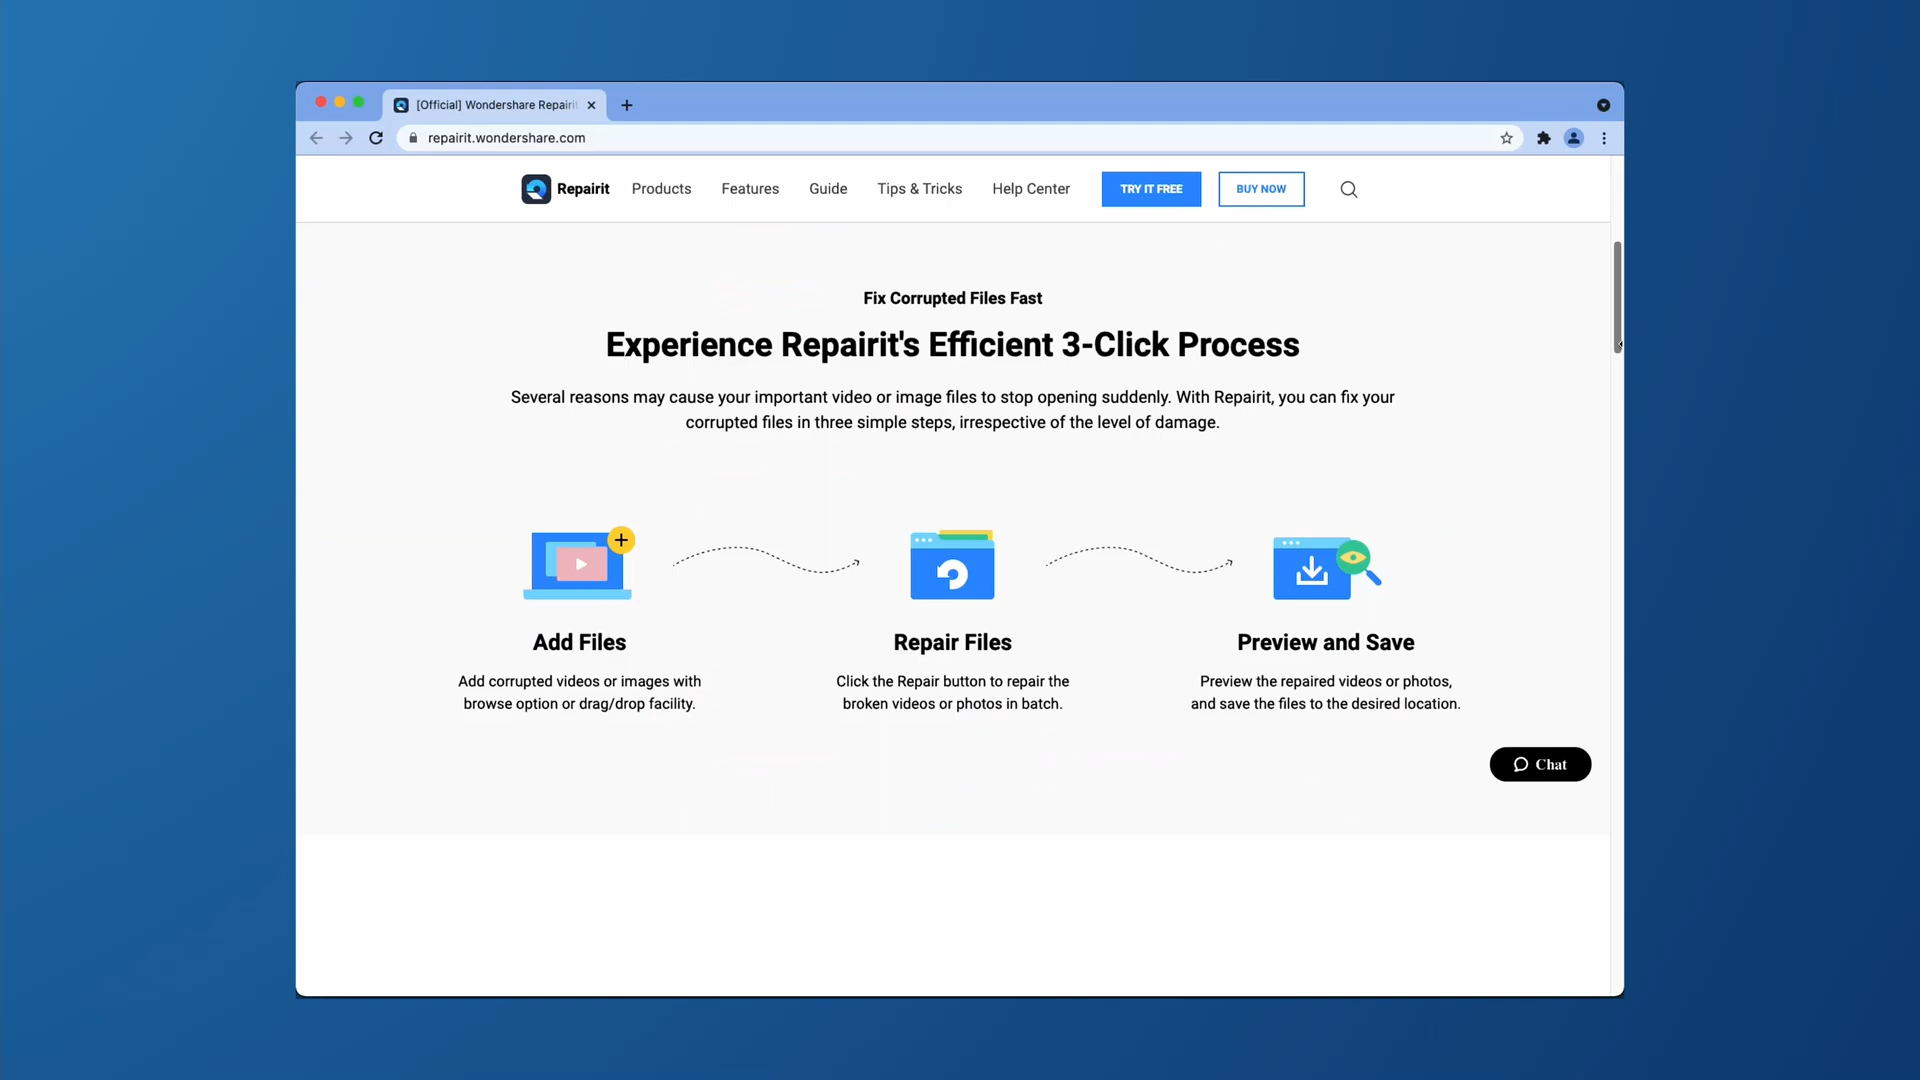 [Official] Wondershare Repairit
repairit.wondershare.com
Repairit Products Features Guide Tips & Tricks Help Center TRY IT FREE BUY NOW
Fix Corrupted Files Fast
Experience Repairit's Efficient 3-Click Process
Several reasons may cause your important video or image files to stop opening suddenly. With Repairit, you can fix your
corrupted files in three simple steps, irrespective of the level of damage.
Add Files
Add corrupted videos or images with
browse option or drag/drop facility.
Repair Files
Click the Repair button to repair the
broken videos or photos in batch.
Preview and Save
Preview the repaired videos or photos,
and save the files to the desired location.
Chat